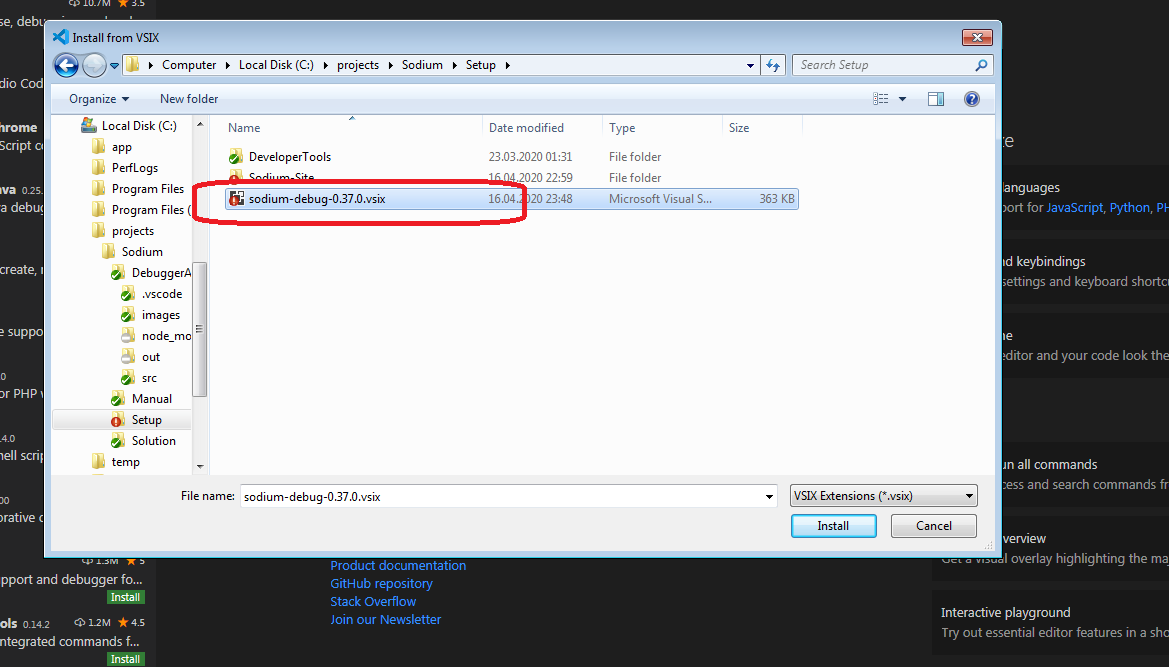 10.7M 3.5
Install from VSIX
Computer Local Disk (C:) projects Sodium Setup
Search Setup
Organize New folder
Local Disk (C:)
app
PerfLogs
Program Files
Program Files (
projects
Sodium
DebuggerA
.vscode
images
node_mo
out
src
Manual
Setup
Solution
temp
Name Date modified Type Size
DeveloperTools 23.03.2020 01:31 File folder
Sodium-Site 16.04.2020 22:59 File folder
sodium-debug-0.37.0.vsix 16.04.2020 23:48 Microsoft Visual S... 363 KB
File name: sodium-debug-0.37.0.vsix VSIX Extensions (*.vsix)
Install Cancel
se, debu
dio Cod
hrome
Script co
va 0.25.
va debug
create, r
e suppo
.0
or PHP v
14.0
hell scrip
00
orative c
1.3M 5
pport and debugger fo...
Install
ols 0.14.2 1.2M 4.5
ntegrated commands f...
Install
Product documentation
GitHub repository
Stack Overflow
Join our Newsletter
te
languages
port for JavaScript, Python, PH
nd keybindings
settings and keyboard shortcu
ne
editor and your code look the
un all commands
cess and search commands fr
verview
Get a visual overlay highlighting the ma
Interactive playground
Try out essential editor features in a sho